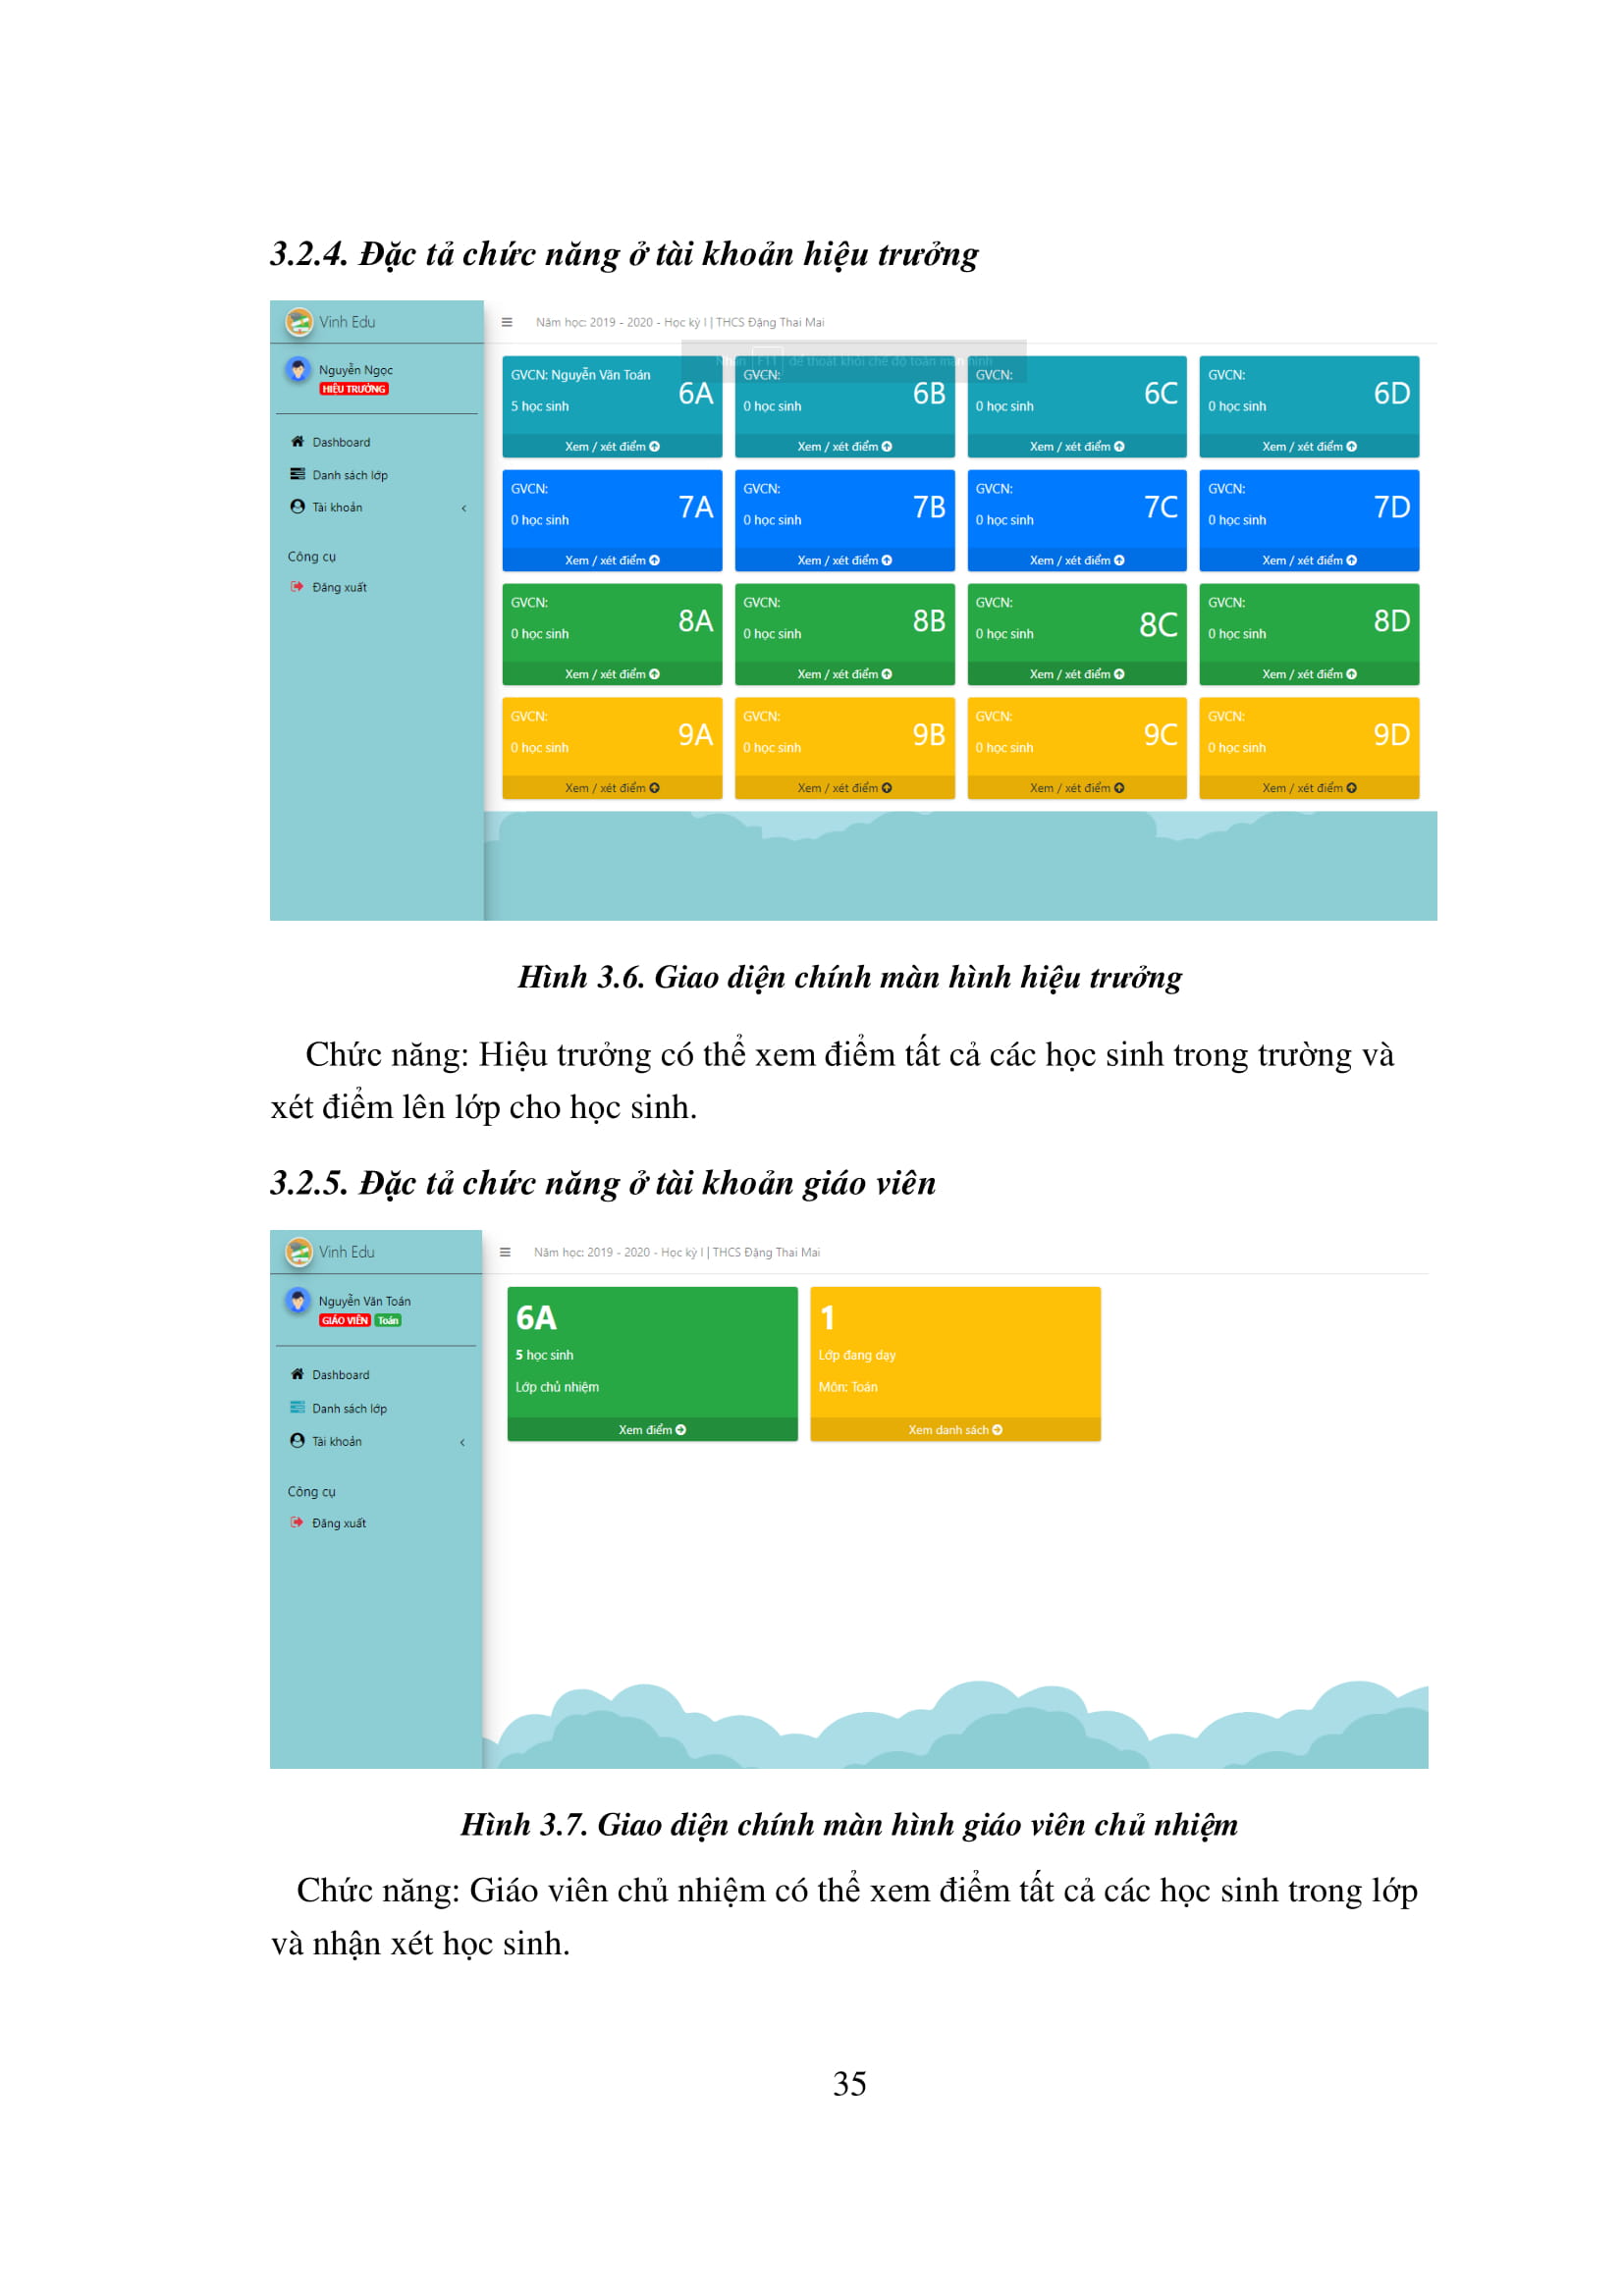 3.2.4. Đặc tả chức năng ở tài khoản hiệu trưởng
Vinh Edu
Năm học: 2019 - 2020 - Học kỳ I | THCS Đặng Thai Mai
Nguyễn Ngọc
HIỆU TRƯỞNG
Dashboard
Danh sách lớp
Tài khoản
Công cụ
Đăng xuất
Nhấn F11 để thoát khỏi chế độ toàn màn hình
GVCN: Nguyễn Văn Toán 6A
5 học sinh
Xem / xét điểm
GVCN: 6B
0 học sinh
Xem / xét điểm
GVCN: 6C
0 học sinh
Xem / xét điểm
GVCN: 6D
0 học sinh
Xem / xét điểm
GVCN: 7A
0 học sinh
Xem / xét điểm
GVCN: 7B
0 học sinh
Xem / xét điểm
GVCN: 7C
0 học sinh
Xem / xét điểm
GVCN: 7D
0 học sinh
Xem / xét điểm
GVCN: 8A
0 học sinh
Xem / xét điểm
GVCN: 8B
0 học sinh
Xem / xét điểm
GVCN: 8C
0 học sinh
Xem / xét điểm
GVCN: 8D
0 học sinh
Xem / xét điểm
GVCN: 9A
0 học sinh
Xem / xét điểm
GVCN: 9B
0 học sinh
Xem / xét điểm
GVCN: 9C
0 học sinh
Xem / xét điểm
GVCN: 9D
0 học sinh
Xem / xét điểm
Hình 3.6. Giao diện chính màn hình hiệu trưởng
Chức năng: Hiệu trưởng có thể xem điểm tất cả các học sinh trong trường và
xét điểm lên lớp cho học sinh.
3.2.5. Đặc tả chức năng ở tài khoản giáo viên
Vinh Edu
Năm học: 2019 - 2020 - Học kỳ I | THCS Đặng Thai Mai
Nguyễn Văn Toán
GIÁO VIÊN Toán
Dashboard
Danh sách lớp
Tài khoản
Công cụ
Đăng xuất
6A
5 học sinh
Lớp chủ nhiệm
Xem điểm
1
Lớp đang dạy
Môn: Toán
Xem danh sách
Hình 3.7. Giao diện chính màn hình giáo viên chủ nhiệm
Chức năng: Giáo viên chủ nhiệm có thể xem điểm tất cả các học sinh trong lớp
và nhận xét học sinh.
35